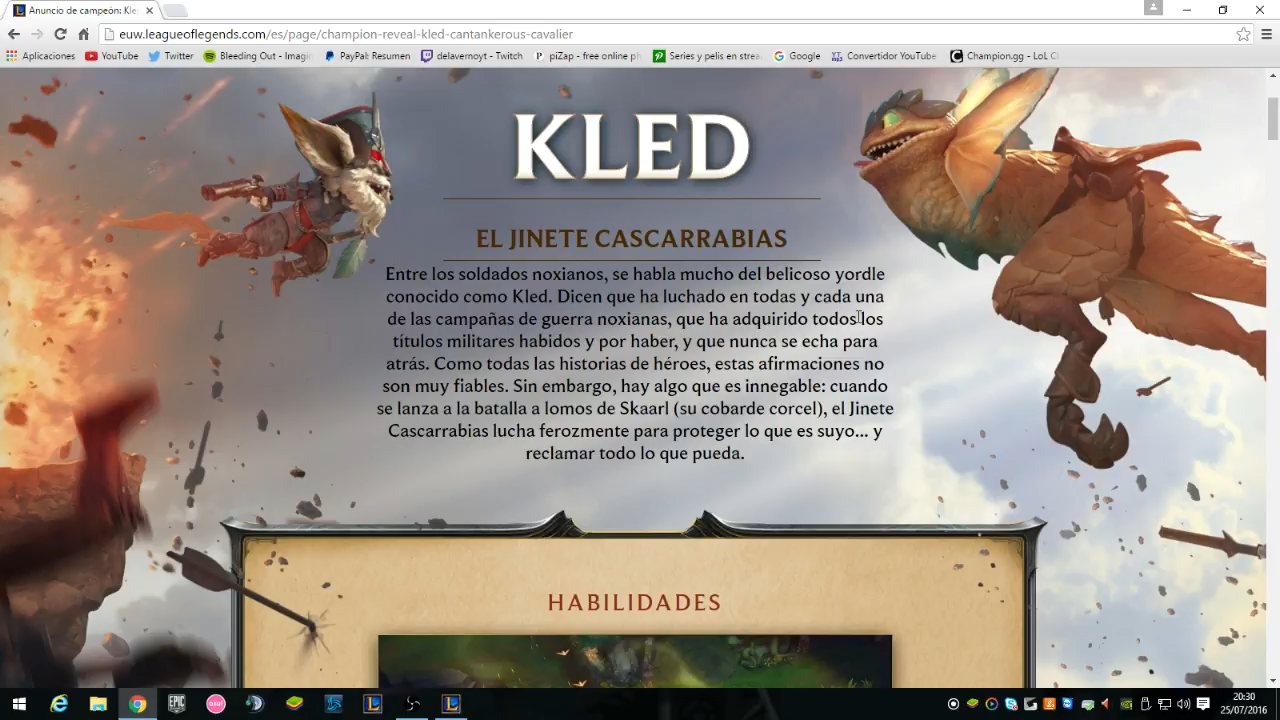 Anuncio de campeón: Kle
euw.leagueoflegends.com/es/page/champion-reveal-kled-cantankerous-cavalier
Aplicaciones YouTube Twitter Bleeding Out - Imagi PayPal: Resumen delavernoyt - Twitch piZap - free online ph Series y pelis en strea Google Convertidor YouTube Champion.gg - LoL C
KLED
EL JINETE CASCARRABIAS
Entre los soldados noxianos, se habla mucho del belicoso yordle
conocido como Kled. Dicen que ha luchado en todas y cada una
de las campañas de guerra noxianas, que ha adquirido todos los
títulos militares habidos y por haber, y que nunca se echa para
atrás. Como todas las historias de héroes, estas afirmaciones no
son muy fiables. Sin embargo, hay algo que es innegable: cuando
se lanza a la batalla a lomos de Skaarl (su cobarde corcel), el Jinete
Cascarrabias lucha ferozmente para proteger lo que es suyo... y
reclamar todo lo que pueda.
HABILIDADES
EPIC
osu!
20:30
25/07/2016